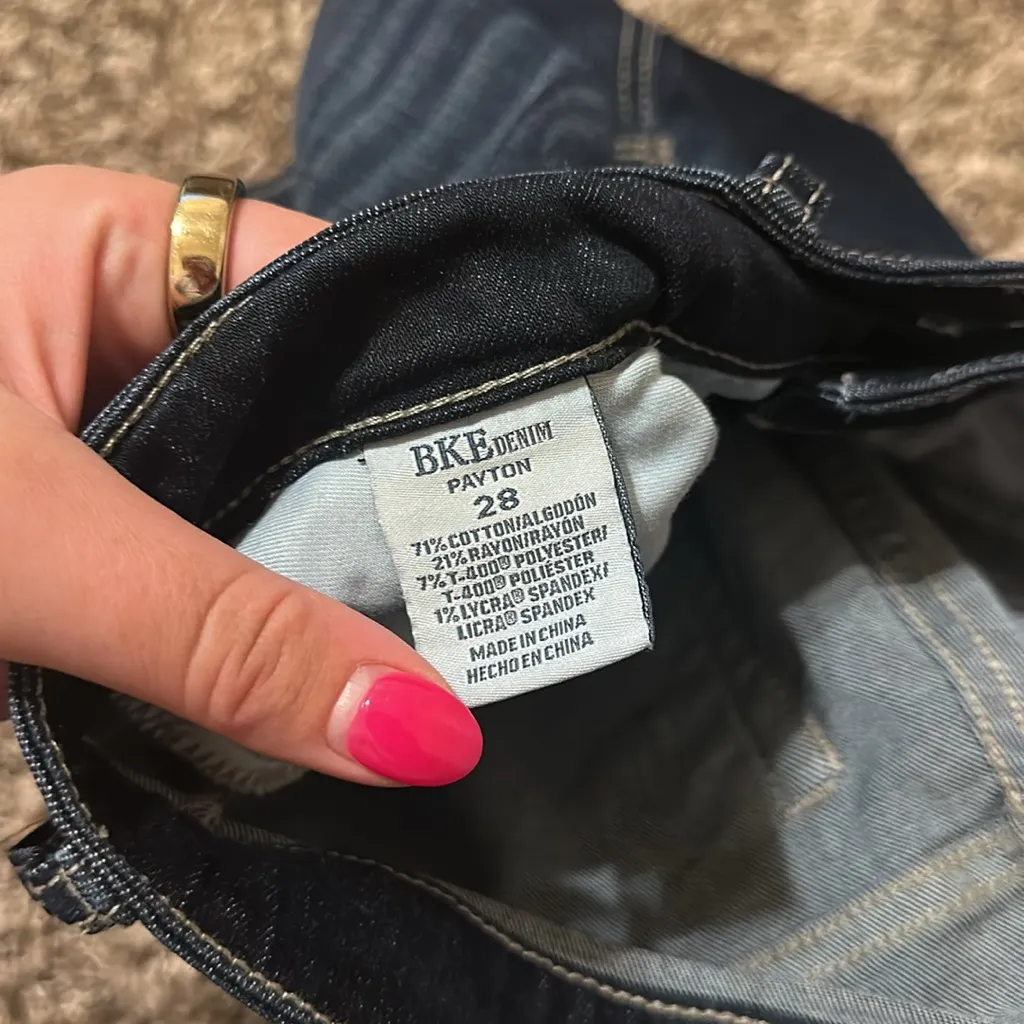 BKE DENIM
PAYTON
28
71% COTTON/ALGODÓN
21% RAYON/RAYÓN
7% T-400® POLYESTER/
T-400® POLIÉSTER
1% LYCRA® SPANDEX/
LICRA® SPANDEX
MADE IN CHINA
HECHO EN CHINA